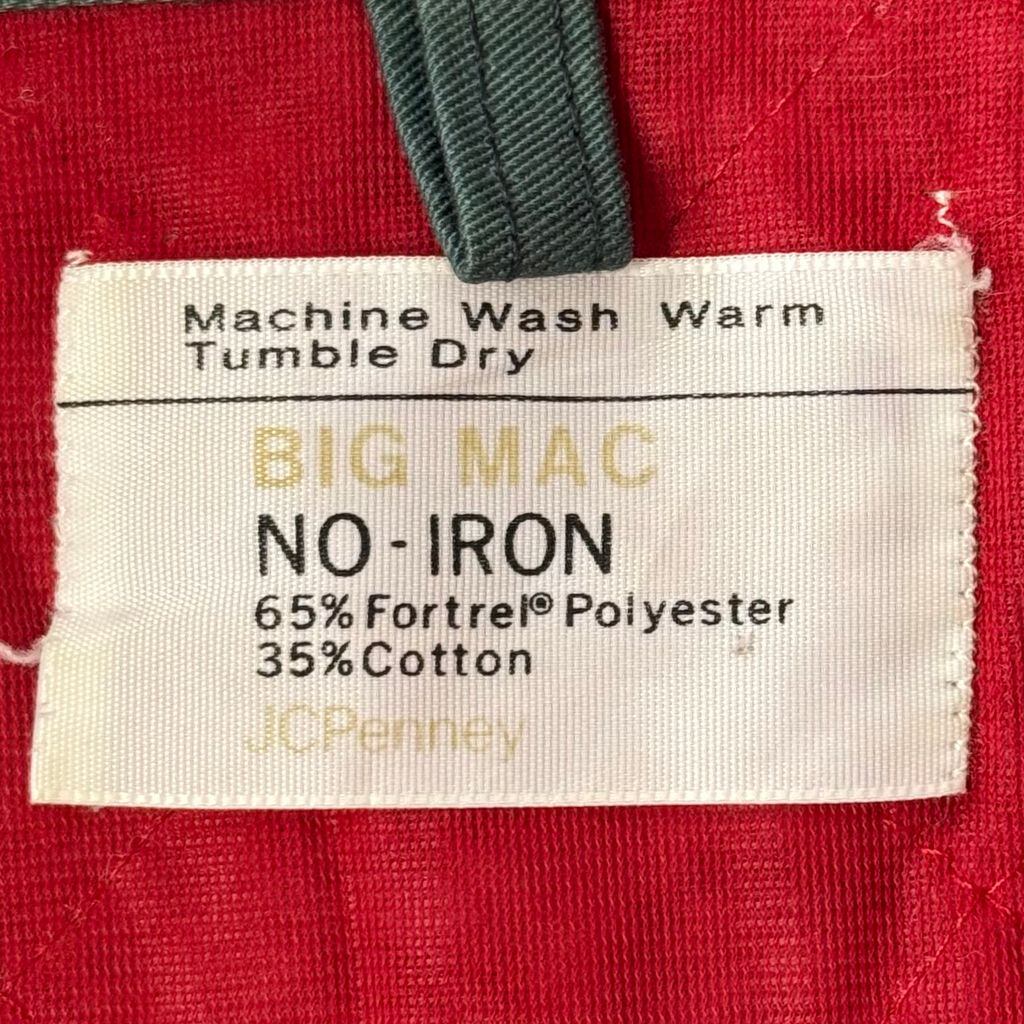 Machine Wash Warm
Tumble Dry
BIG MAC
NO-IRON
65% Fortrel® Polyester
35% Cotton
JCPenney